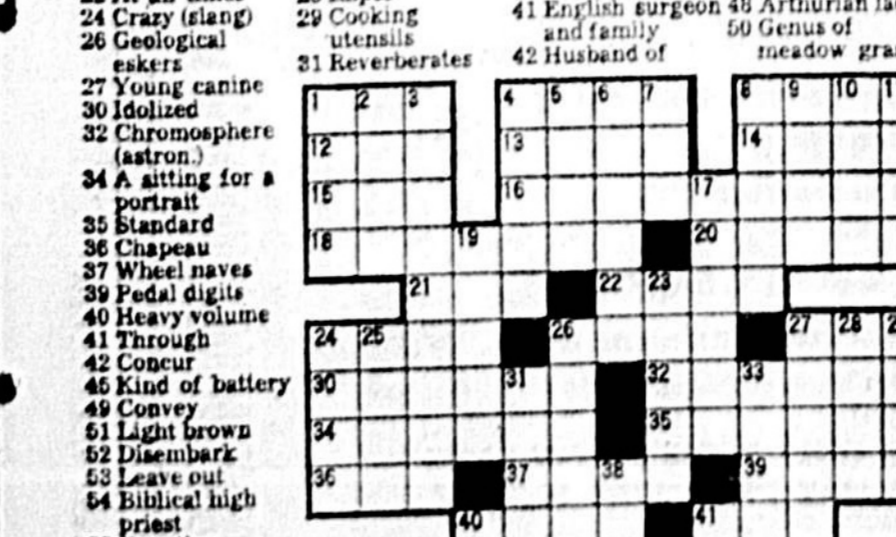 24 Crazy (slang)
26 Geological
eskers
27 Young canine
30 Idolized
32 Chromosphere
(astron.)
34 A sitting for a
portrait
35 Standard
36 Chapeau
37 Wheel naves
39 Pedal digits
40 Heavy volume
41 Through
42 Concur
45 Kind of battery
49 Convey
51 Light brown
52 Disembark
53 Leave out
54 Biblical high
priest
29 Cooking
utensils
31 Reverberates
41 English surgeon
and family
42 Husband of
48 Arthurian
50 Genus of
meadow
1 2 3 4 5 6 7 8 9 10
12 13 14
15 16 17
18 19 20
21 22 23
24 25 26 27 28
30 31 32 33
34 35
36 37 38 39
40 41